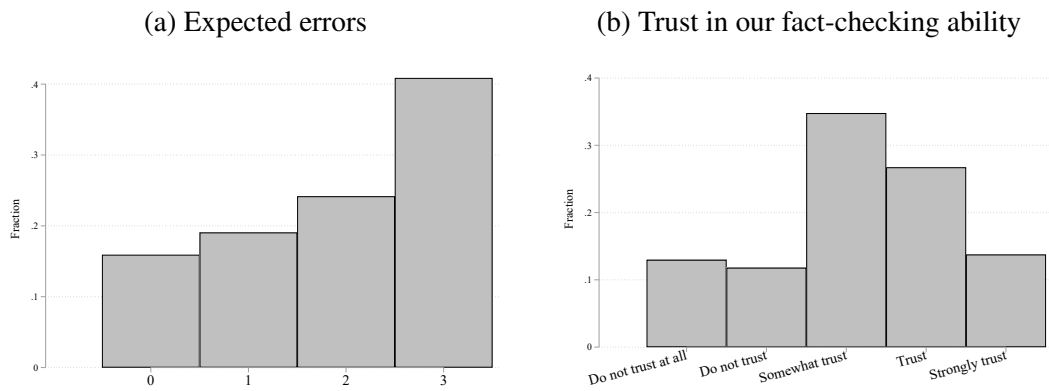 (a) Expected errors
.4
.3
.2
.1
0
Fraction
0 1 2 3
(b) Trust in our fact-checking ability
.4
.3
.2
.1
0
Fraction
Do not trust at all
Do not trust
Somewhat trust
Trust
Strongly trust